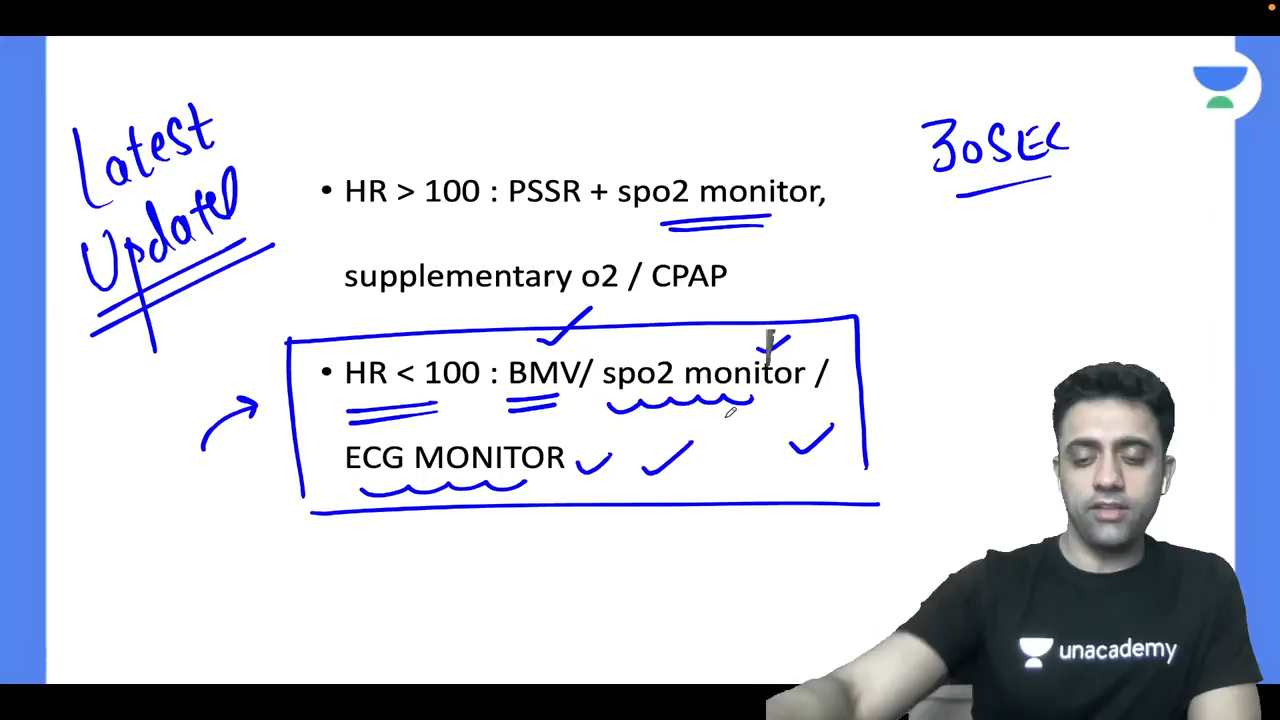 Latest
Updated
30 SEC
• HR > 100 : PSSR + spo2 monitor,
supplementary o2 / CPAP
• HR < 100 : BMV/ spo2 monitor /
ECG MONITOR
unacademy